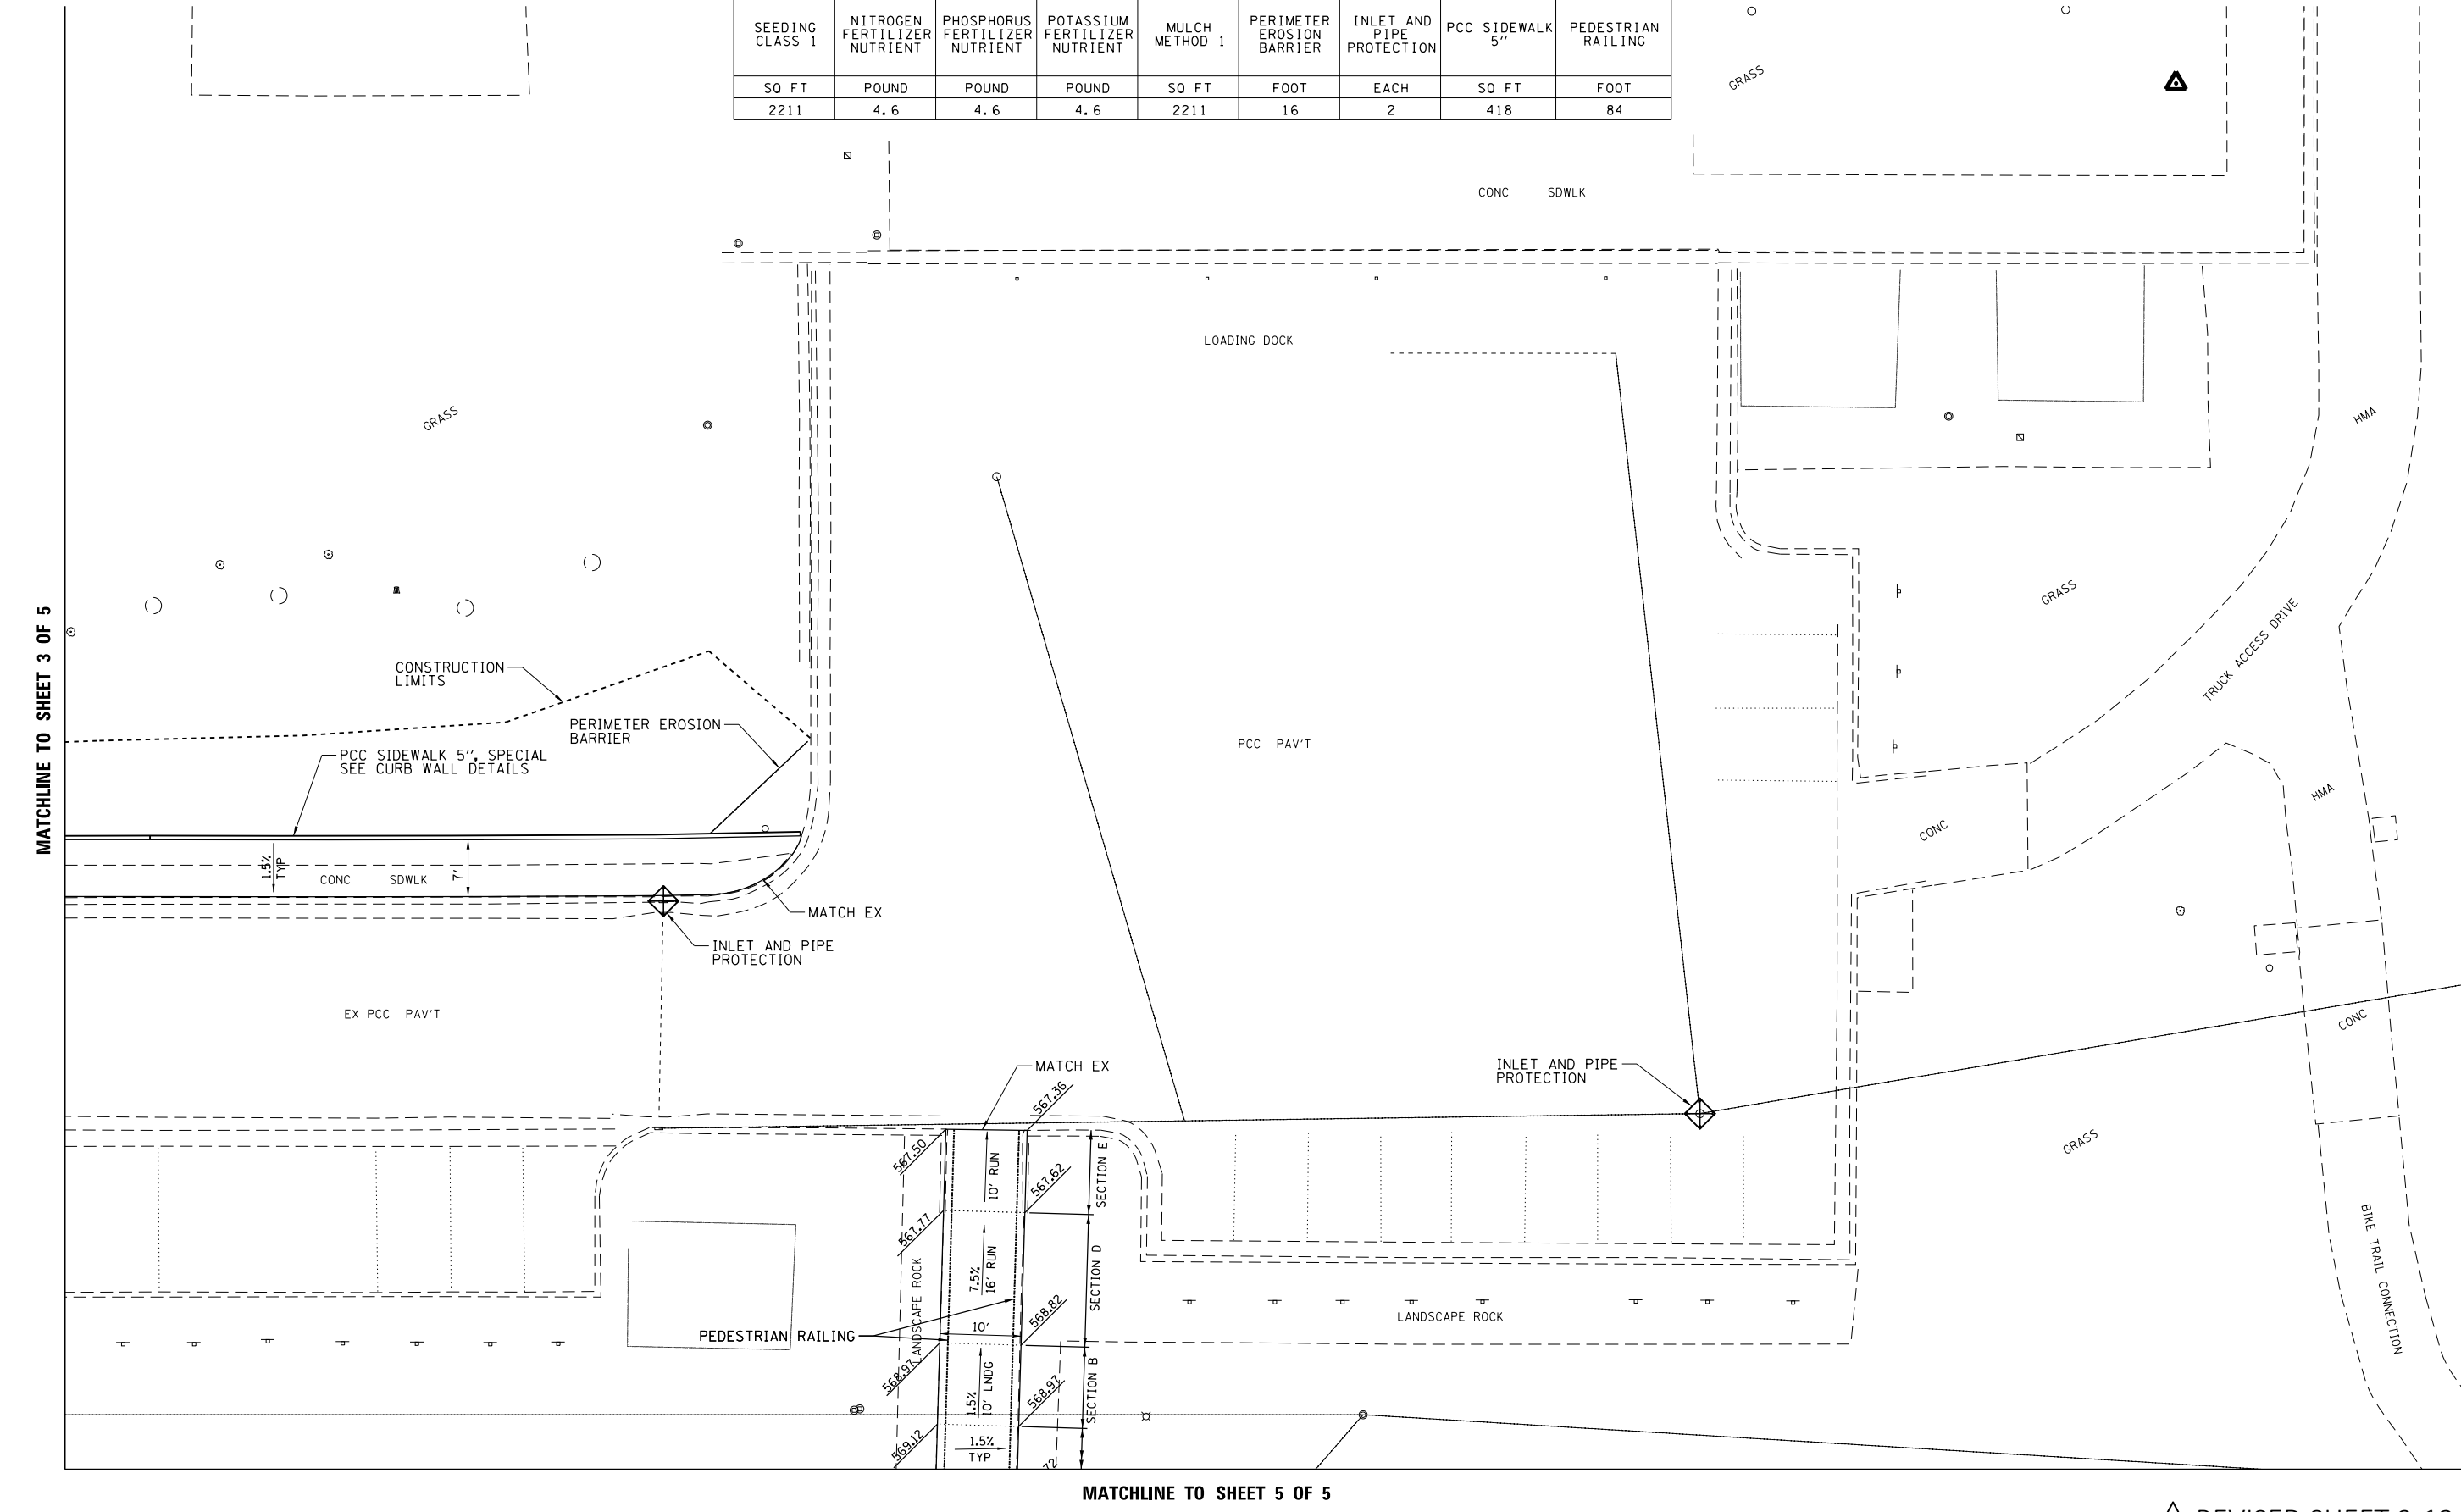 SEEDING
CLASS 1
NITROGEN
FERTILIZER
NUTRIENT
PHOSPHORUS
FERTILIZER
NUTRIENT
POTASSIUM
FERTILIZER
NUTRIENT
MULCH
METHOD 1
PERIMETER
EROSION
BARRIER
INLET AND
PIPE
PROTECTION
PCC SIDEWALK
5"
PEDESTRIAN
RAILING
SQ FT
POUND
POUND
POUND
SQ FT
FOOT
EACH
SQ FT
FOOT
2211
4.6
4.6
4.6
2211
16
2
418
84
GRASS
CONC SDWLK
LOADING DOCK
GRASS
HMA
GRASS
TRUCK ACCESS DRIVE
MATCHLINE TO SHEET 3 OF 5
CONSTRUCTION
LIMITS
PERIMETER EROSION
BARRIER
PCC SIDEWALK 5", SPECIAL
SEE CURB WALL DETAILS
PCC PAV'T
HMA
CONC
1.5%
TYP
CONC SDWLK
7'
MATCH EX
INLET AND PIPE
PROTECTION
EX PCC PAV'T
CONC
MATCH EX
INLET AND PIPE
PROTECTION
567.36
567.50
10' RUN
567.62
SECTION E
GRASS
567.77
7.5%
16' RUN
SECTION D
LANDSCAPE ROCK
BIKE TRAIL CONNECTION
568.82
LANDSCAPE ROCK
PEDESTRIAN RAILING
10'
568.97
1.5%
10' LNDG
568.97
SECTION B
569.12
1.5%
TYP
72
MATCHLINE TO SHEET 5 OF 5